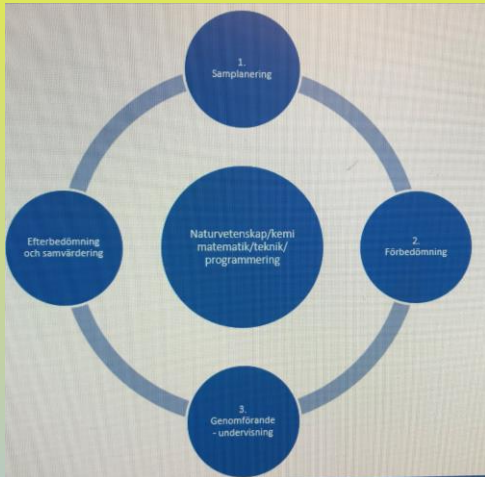 1.
Samplanering
Efterbedömning
och samvärdering
Naturvetenskap/kemi
matematik/teknik/
programmering
2.
Förbedömning
3.
Genomförande
- undervisning